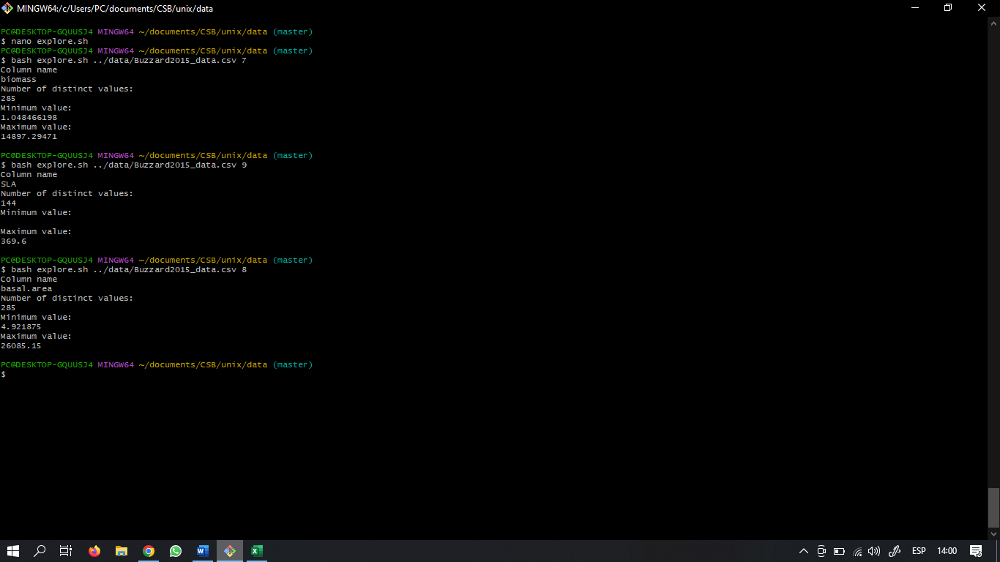 MINGW64:/c/Users/PC/documents/CSB/unix/data
PC@DESKTOP-GQUUSJ4 MINGW64 ~/documents/CSB/unix/data (master)
$ nano explore.sh
PC@DESKTOP-GQUUSJ4 MINGW64 ~/documents/CSB/unix/data (master)
$ bash explore.sh ../data/Buzzard2015_data.csv 7
Column name
biomass
Number of distinct values:
285
Minimum value:
1.048466198
Maximum value:
14897.29471
PC@DESKTOP-GQUUSJ4 MINGW64 ~/documents/CSB/unix/data (master)
$ bash explore.sh ../data/Buzzard2015_data.csv 9
Column name
SLA
Number of distinct values:
144
Minimum value:
Maximum value:
369.6
PC@DESKTOP-GQUUSJ4 MINGW64 ~/documents/CSB/unix/data (master)
$ bash explore.sh ../data/Buzzard2015_data.csv 8
Column name
basal.area
Number of distinct values:
285
Minimum value:
4.921875
Maximum value:
26085.15
PC@DESKTOP-GQUUSJ4 MINGW64 ~/documents/CSB/unix/data (master)
$
ESP 14:00